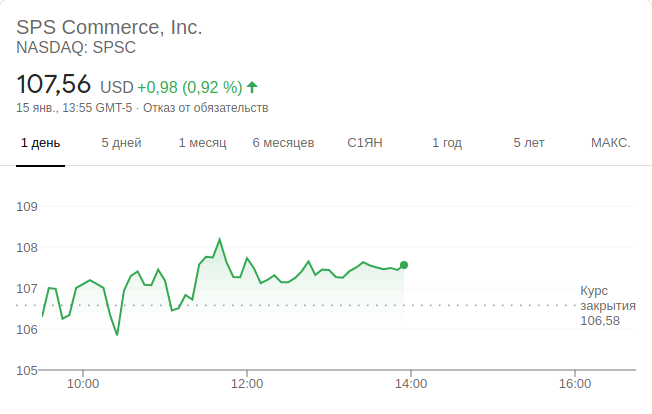 SPS Commerce, Inc.
NASDAQ: SPSC
107,56 USD +0,98 (0,92 %)
15 янв., 13:55 GMT-5 · Отказ от обязательств
1 день 5 дней 1 месяц 6 месяцев С1ЯН 1 год 5 лет МАКС.
109
108
107
Курс
закрытия
106,58
106
105
10:00 12:00 14:00 16:00